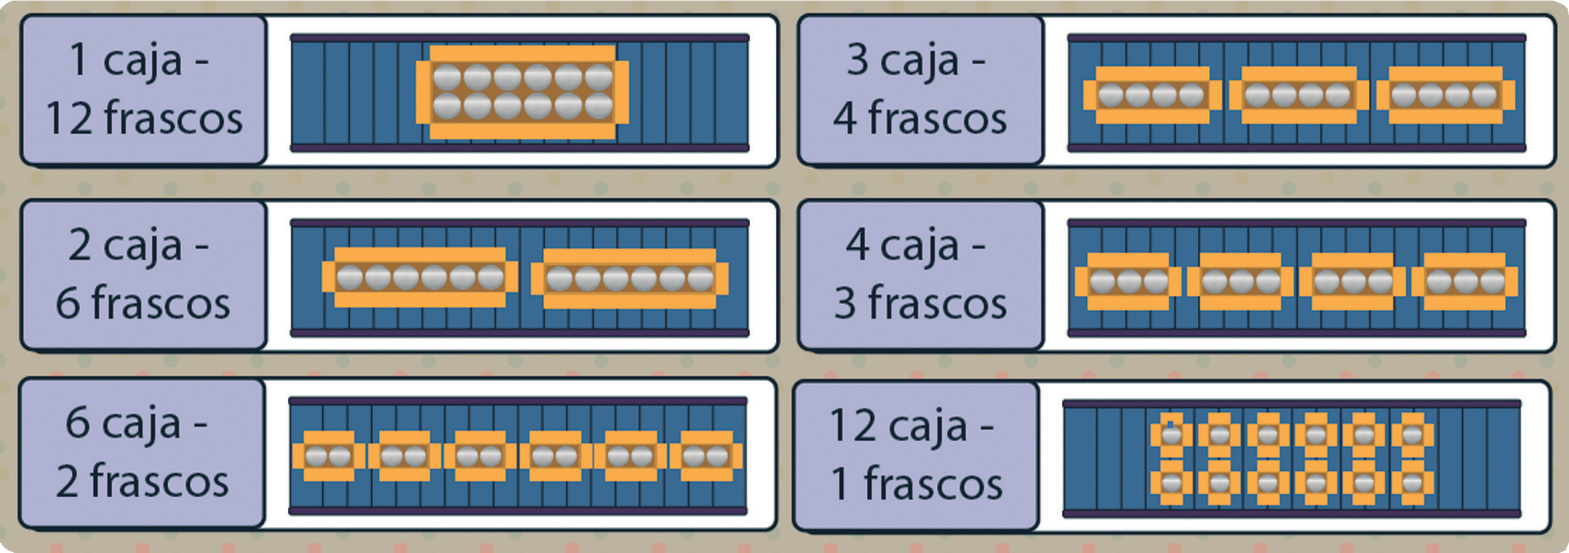 1 caja -
12 frascos
3 caja -
4 frascos
2 caja -
6 frascos
4 caja -
3 frascos
6 caja -
2 frascos
12 caja -
1 frascos